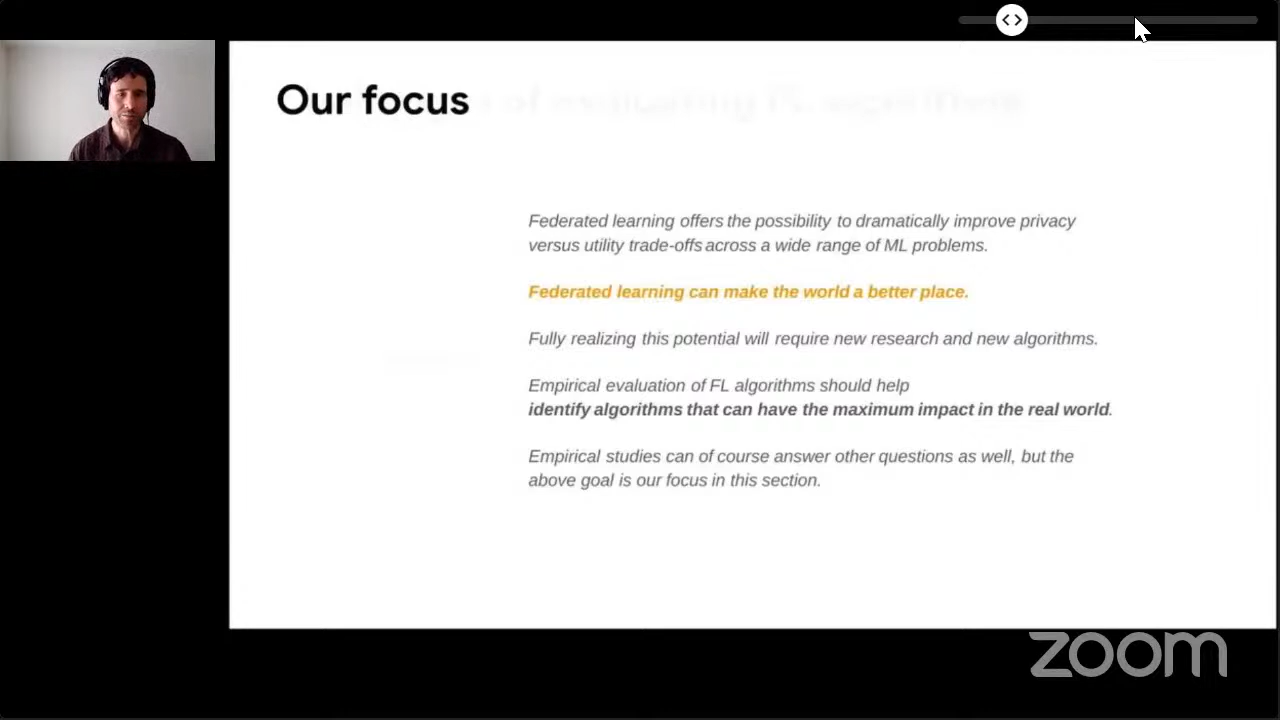 Our focus
Federated learning offers the possibility to dramatically improve privacy
versus utility trade-offs across a wide range of ML problems.
Federated learning can make the world a better place.
Fully realizing this potential will require new research and new algorithms.
Empirical evaluation of FL algorithms should help
identify algorithms that can have the maximum impact in the real world.
Empirical studies can of course answer other questions as well, but the
above goal is our focus in this section.
zoom